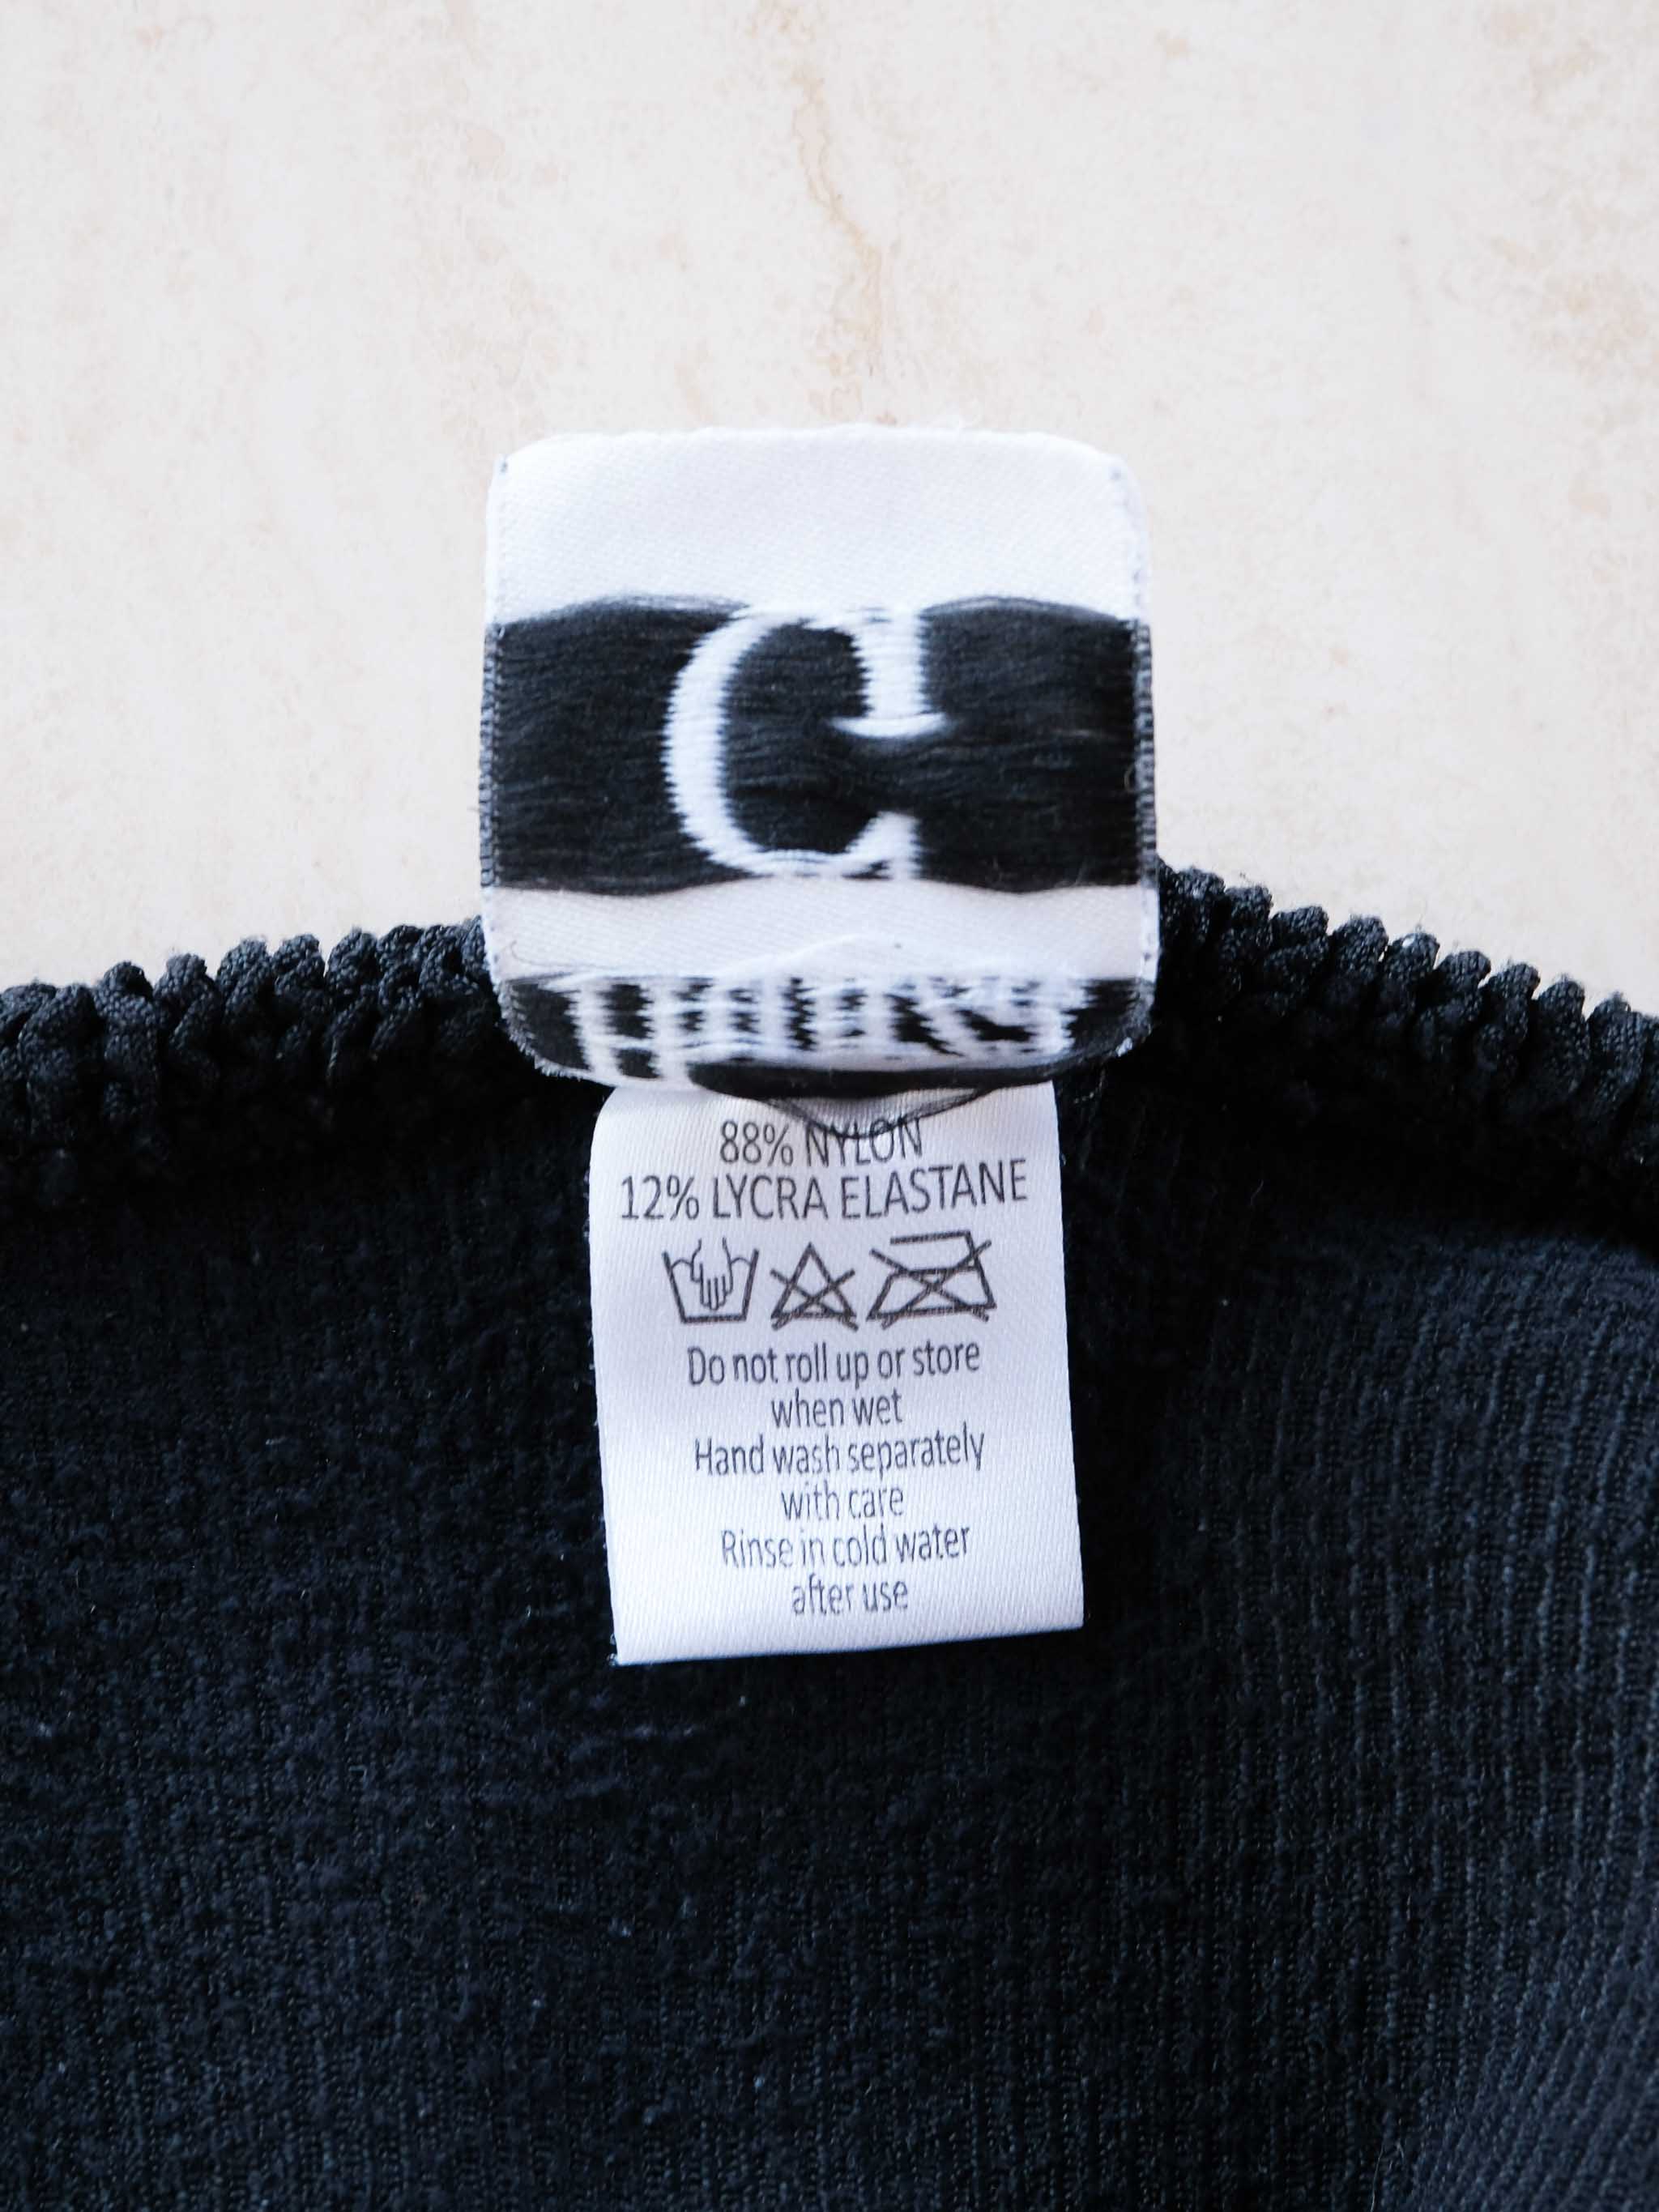 C
88% NYLON
12% LYCRA ELASTANE
Do not roll up or store
when wet
Hand wash separately
with care
Rinse in cold water
after use